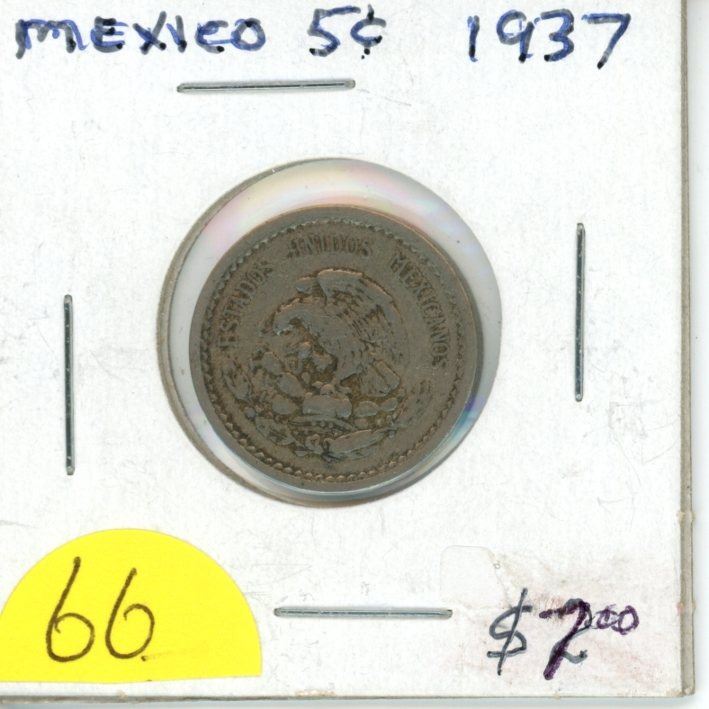 MEXICO 5¢ 1937
ESTADOS UNIDOS MEXICANOS
66
$2.00